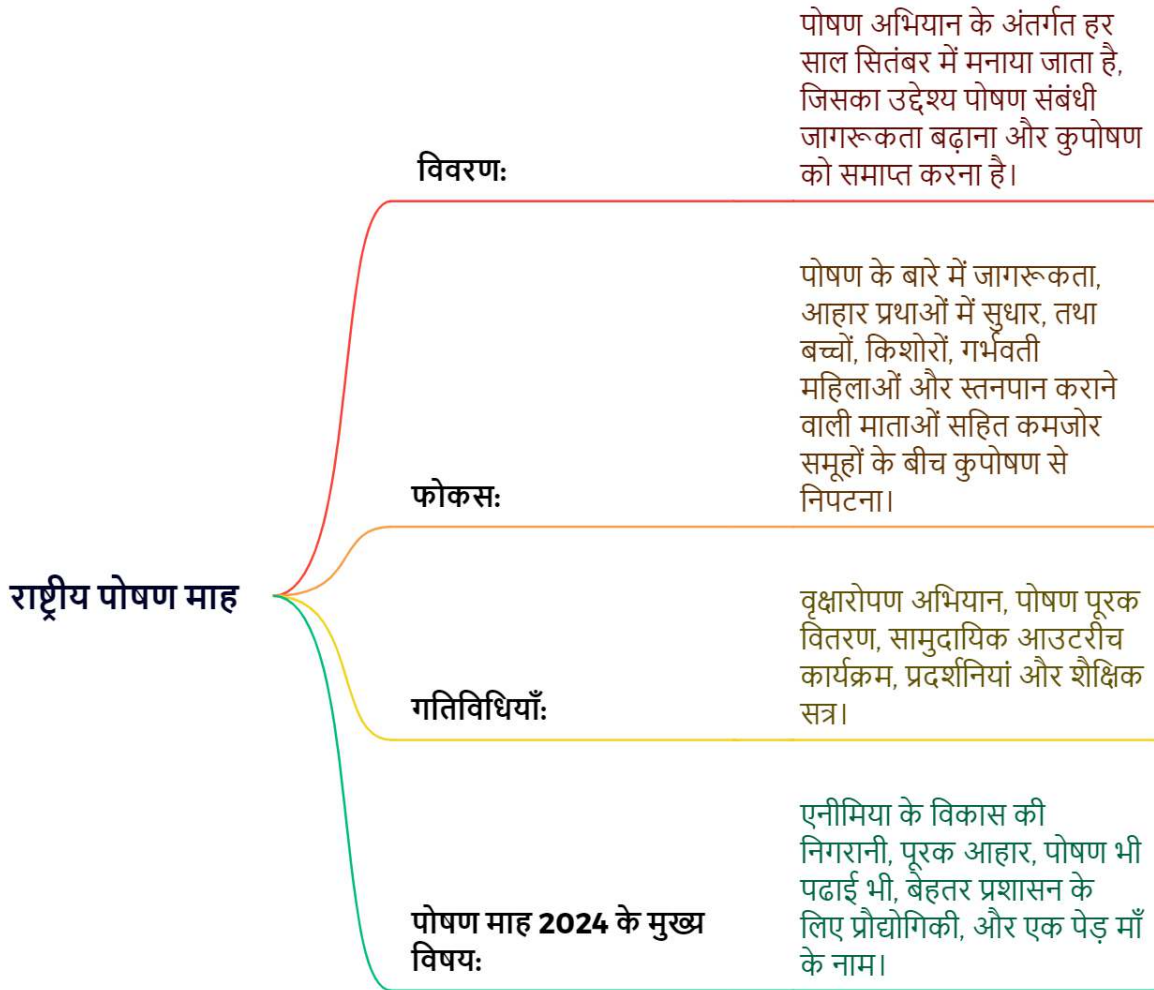 राष्ट्रीय पोषण माह
विवरण:
पोषण अभियान के अंतर्गत हर
साल सितंबर में मनाया जाता है,
जिसका उद्देश्य पोषण संबंधी
जागरूकता बढ़ाना और कुपोषण
को समाप्त करना है।
फोकस:
पोषण के बारे में जागरूकता,
आहार प्रथाओं में सुधार, तथा
बच्चों, किशोरों, गर्भवती
महिलाओं और स्तनपान कराने
वाली माताओं सहित कमजोर
समूहों के बीच कुपोषण से
निपटना।
गतिविधियाँ:
वृक्षारोपण अभियान, पोषण पूरक
वितरण, सामुदायिक आउटरीच
कार्यक्रम, प्रदर्शनियां और शैक्षिक
सत्र।
पोषण माह 2024 के मुख्य
विषय:
एनीमिया के विकास की
निगरानी, पूरक आहार, पोषण भी
पढाई भी, बेहतर प्रशासन के
लिए प्रौद्योगिकी, और एक पेड़ माँ
के नाम।